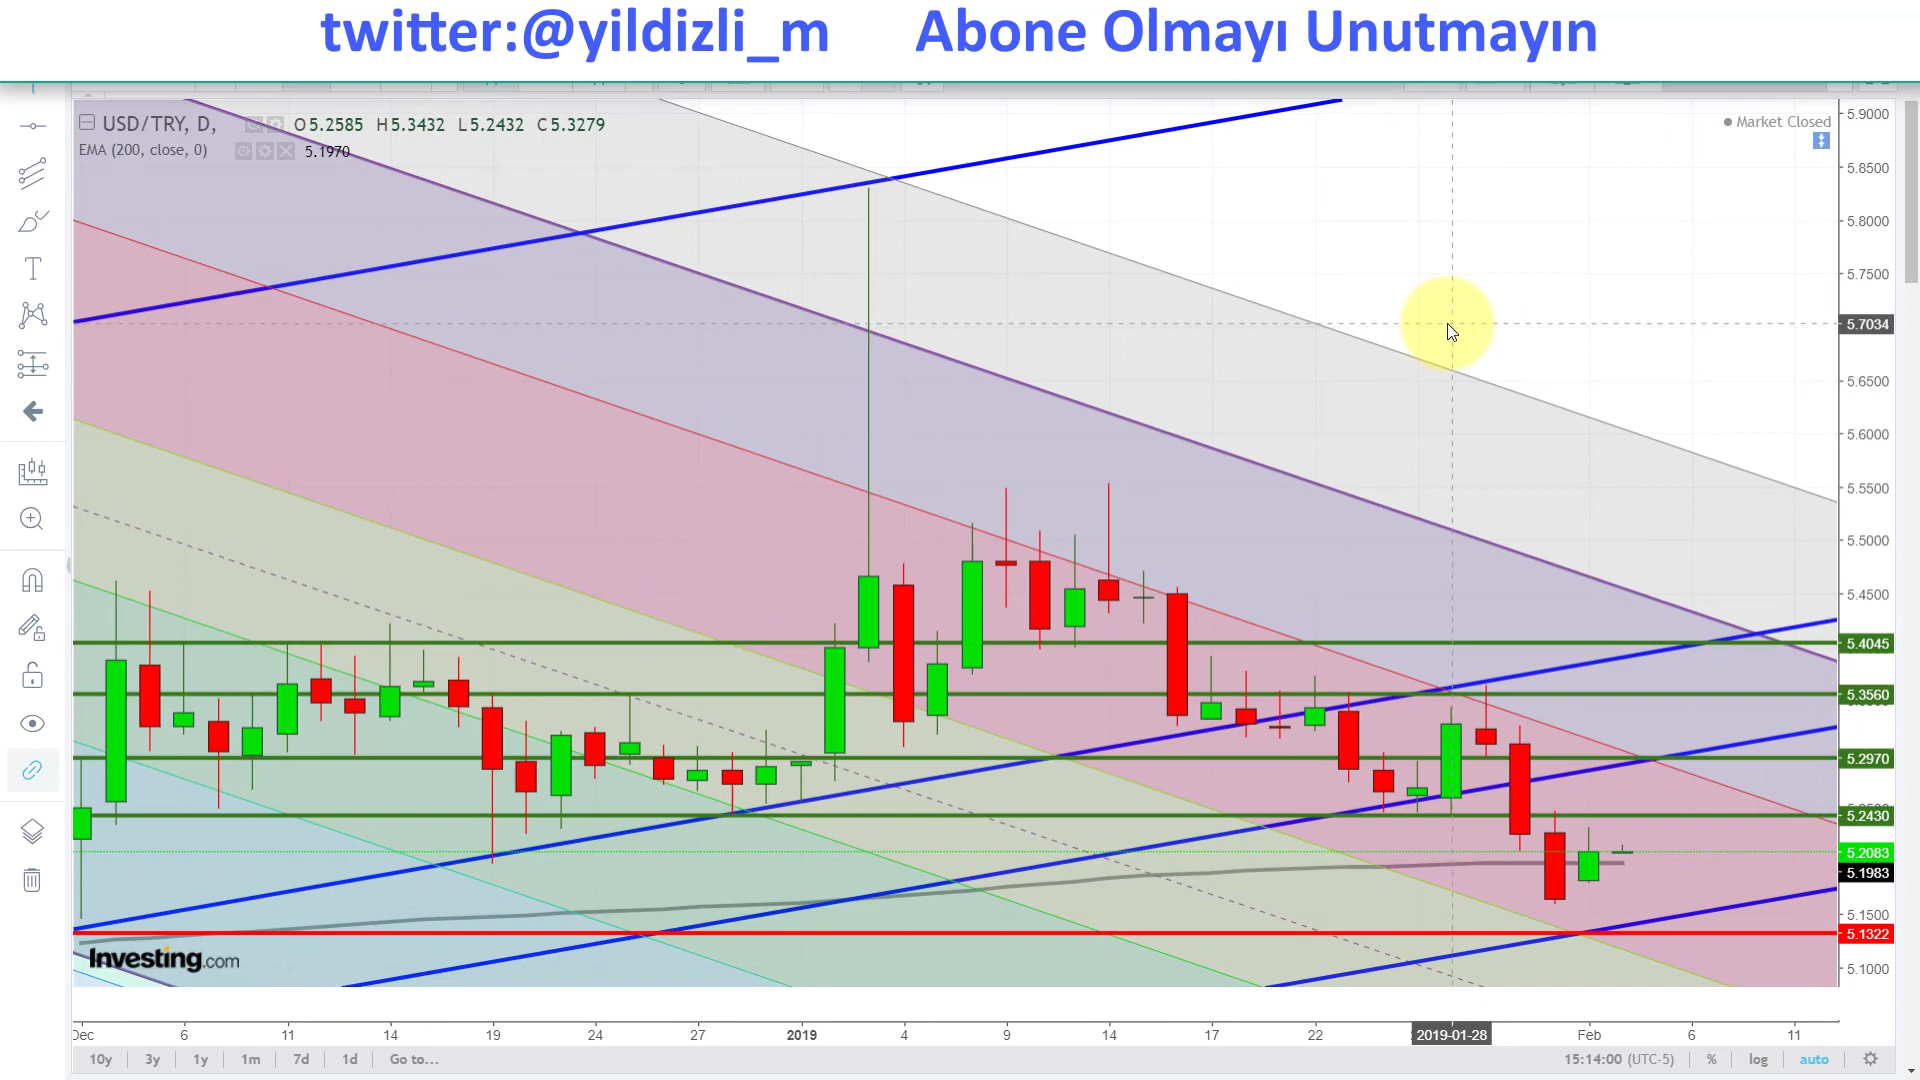 twitter:@yildizli_m Abone Olmayı Unutmayın
USD/TRY, D, O5.2585 H5.3432 L5.2432 C5.3279
EMA (200, close, 0) 5.1970
Market Closed
5.9000
5.8500
5.8000
5.7500
5.7034
5.6500
5.6000
5.5500
5.5000
5.4500
5.4045
5.3560
5.2970
5.2430
5.2083
5.1983
5.1500
5.1322
5.1000
Investing.com
Dec 6 11 14 19 24 27 2019 4 9 14 17 22 2019-01-28 Feb 6 11
10y 3y 1y 1m 7d 1d Go to... 15:14:00 (UTC-5) % log auto